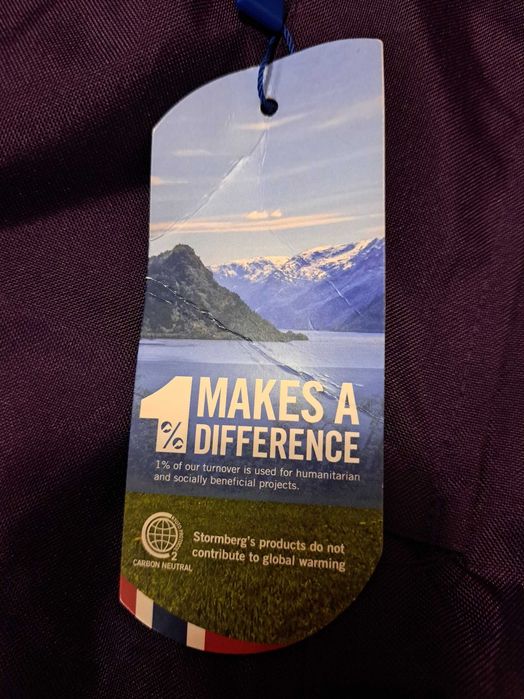 1% MAKES A
DIFFERENCE
1% of our turnover is used for humanitarian
and socially beneficial projects.
2
CARBON NEUTRAL
Stormberg's products do not
contribute to global warming